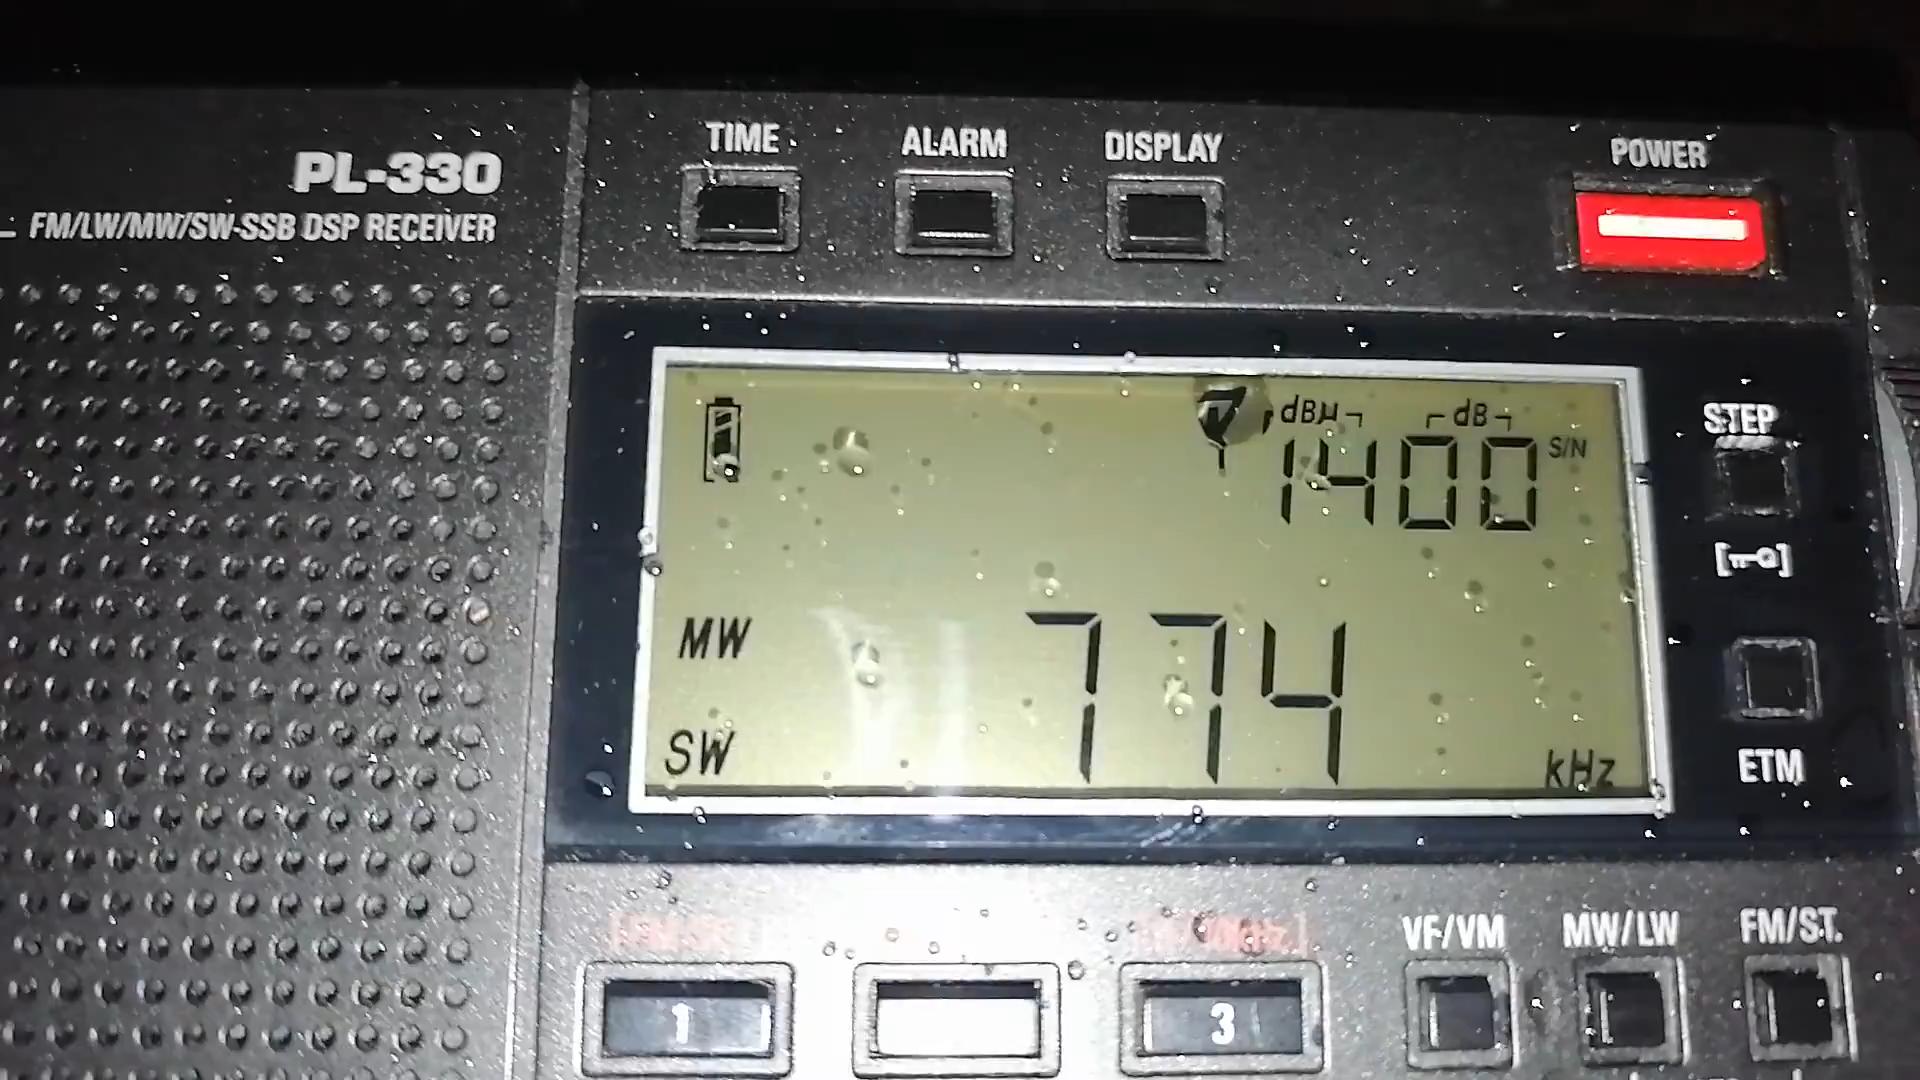 PL-330
FM/LW/MW/SW-SSB DSP RECEIVER
TIME
ALARM
DISPLAY
POWER
dBμ
dB
1400
S/N
MW
774
SW
kHz
STEP
ETM
VF/VM
MW/LW
FM/ST.
1
3